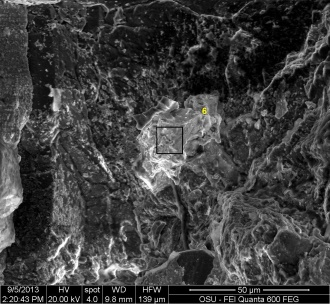 6
9/5/2013 HV spot WD HFW 50 µm
2:20:43 PM 20.00 kV 4.0 9.8 mm 139 µm OSU - FEI Quanta 600 FEG